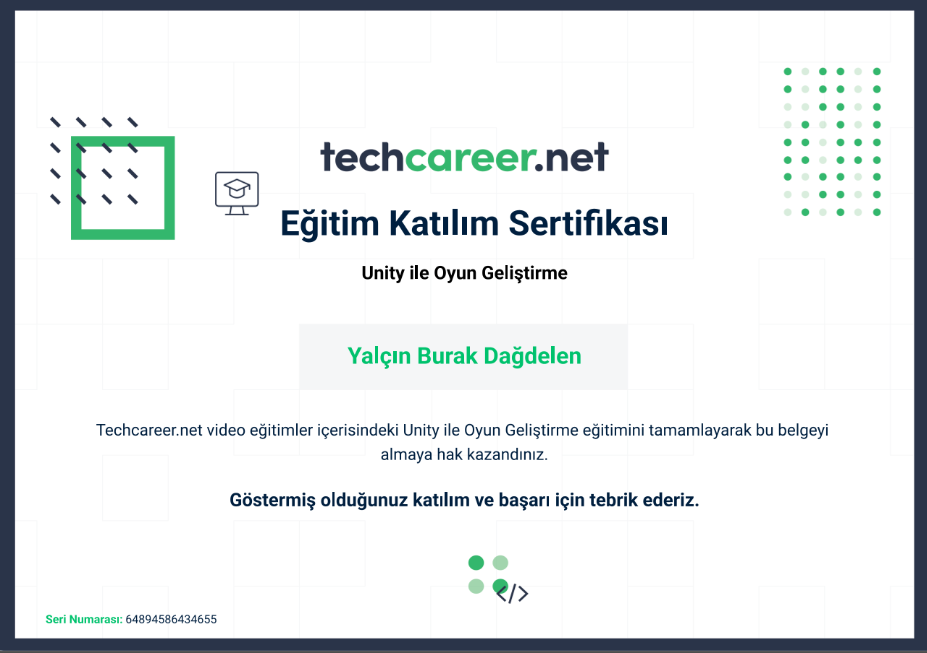 techcareer.net
Eğitim Katılım Sertifikası
Unity ile Oyun Geliştirme
Yalçın Burak Dağdelen
Techcareer.net video eğitimler içerisindeki Unity ile Oyun Geliştirme eğitimini tamamlayarak bu belgeyi
almaya hak kazandınız.
Göstermiş olduğunuz katılım ve başarı için tebrik ederiz.
</>
Seri Numarası: 64894586434655